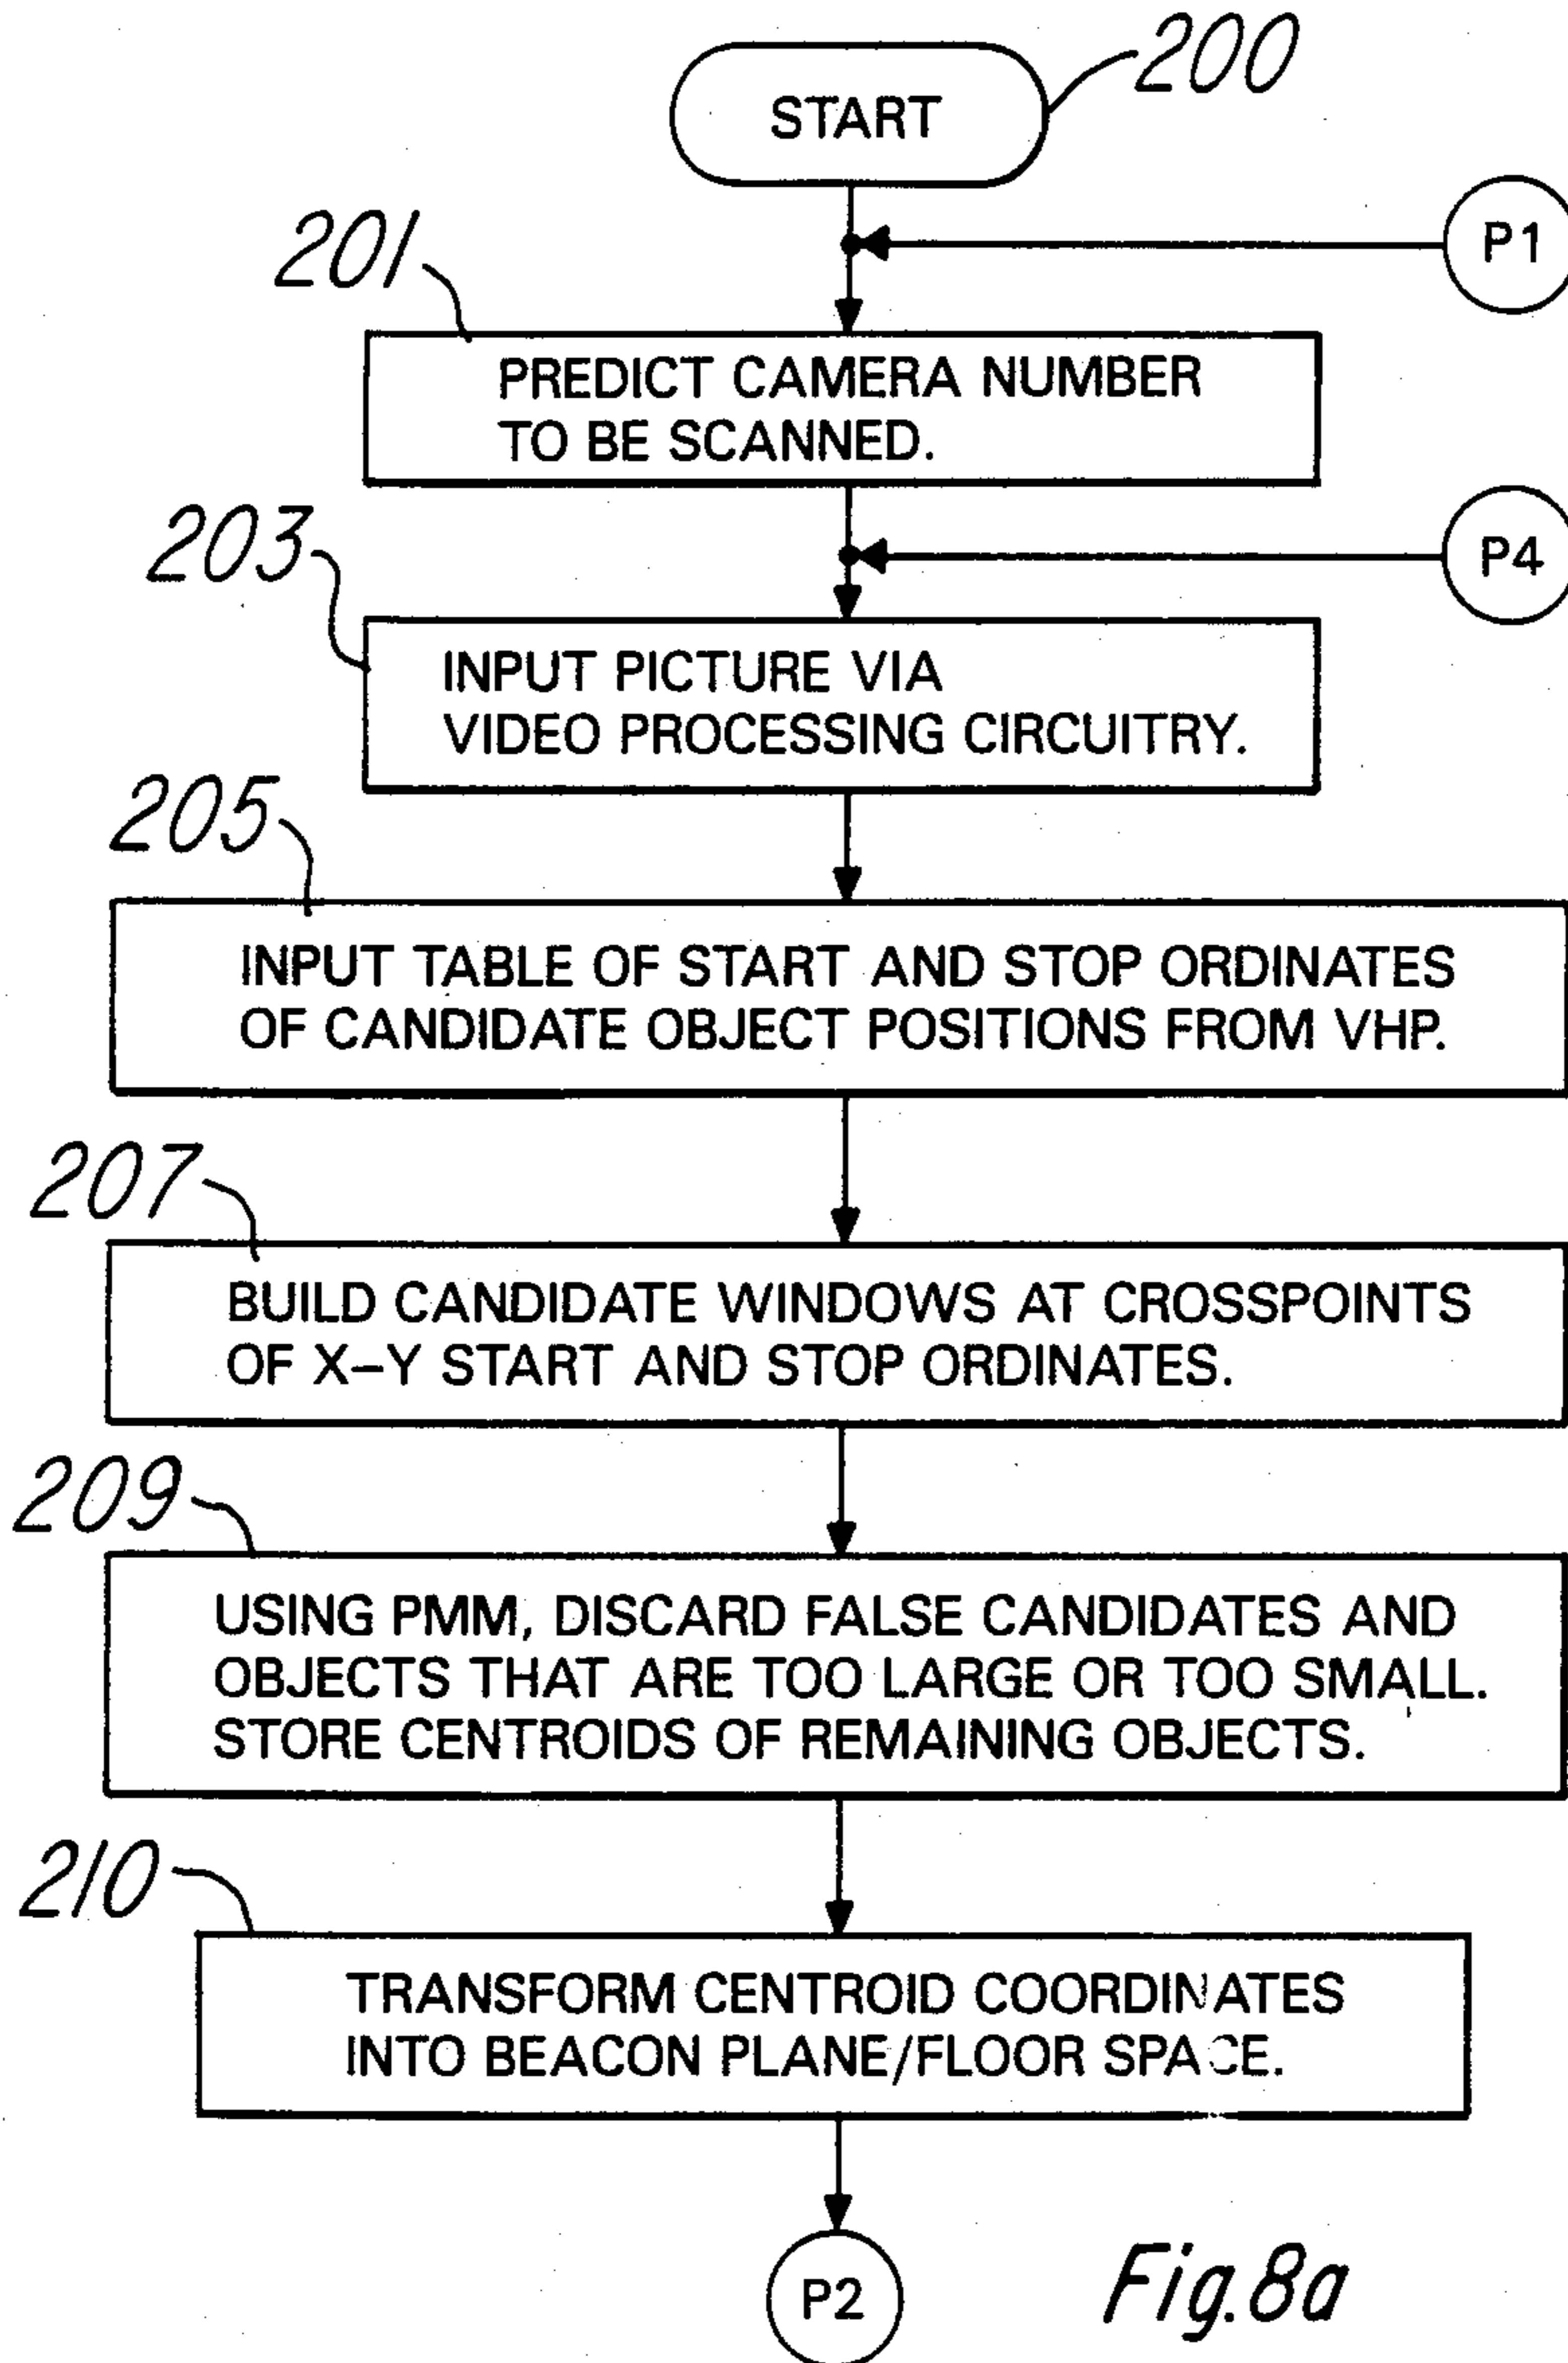 200
START
P1
201
PREDICT CAMERA NUMBER
TO BE SCANNED.
P4
203
INPUT PICTURE VIA
VIDEO PROCESSING CIRCUITRY.
205
INPUT TABLE OF START AND STOP ORDINATES
OF CANDIDATE OBJECT POSITIONS FROM VHP.
207
BUILD CANDIDATE WINDOWS AT CROSSPOINTS
OF X-Y START AND STOP ORDINATES.
209
USING PMM, DISCARD FALSE CANDIDATES AND
OBJECTS THAT ARE TOO LARGE OR TOO SMALL.
STORE CENTROIDS OF REMAINING OBJECTS.
210
TRANSFORM CENTROID COORDINATES
INTO BEACON PLANE/FLOOR SPACE.
P2
Fig.8a